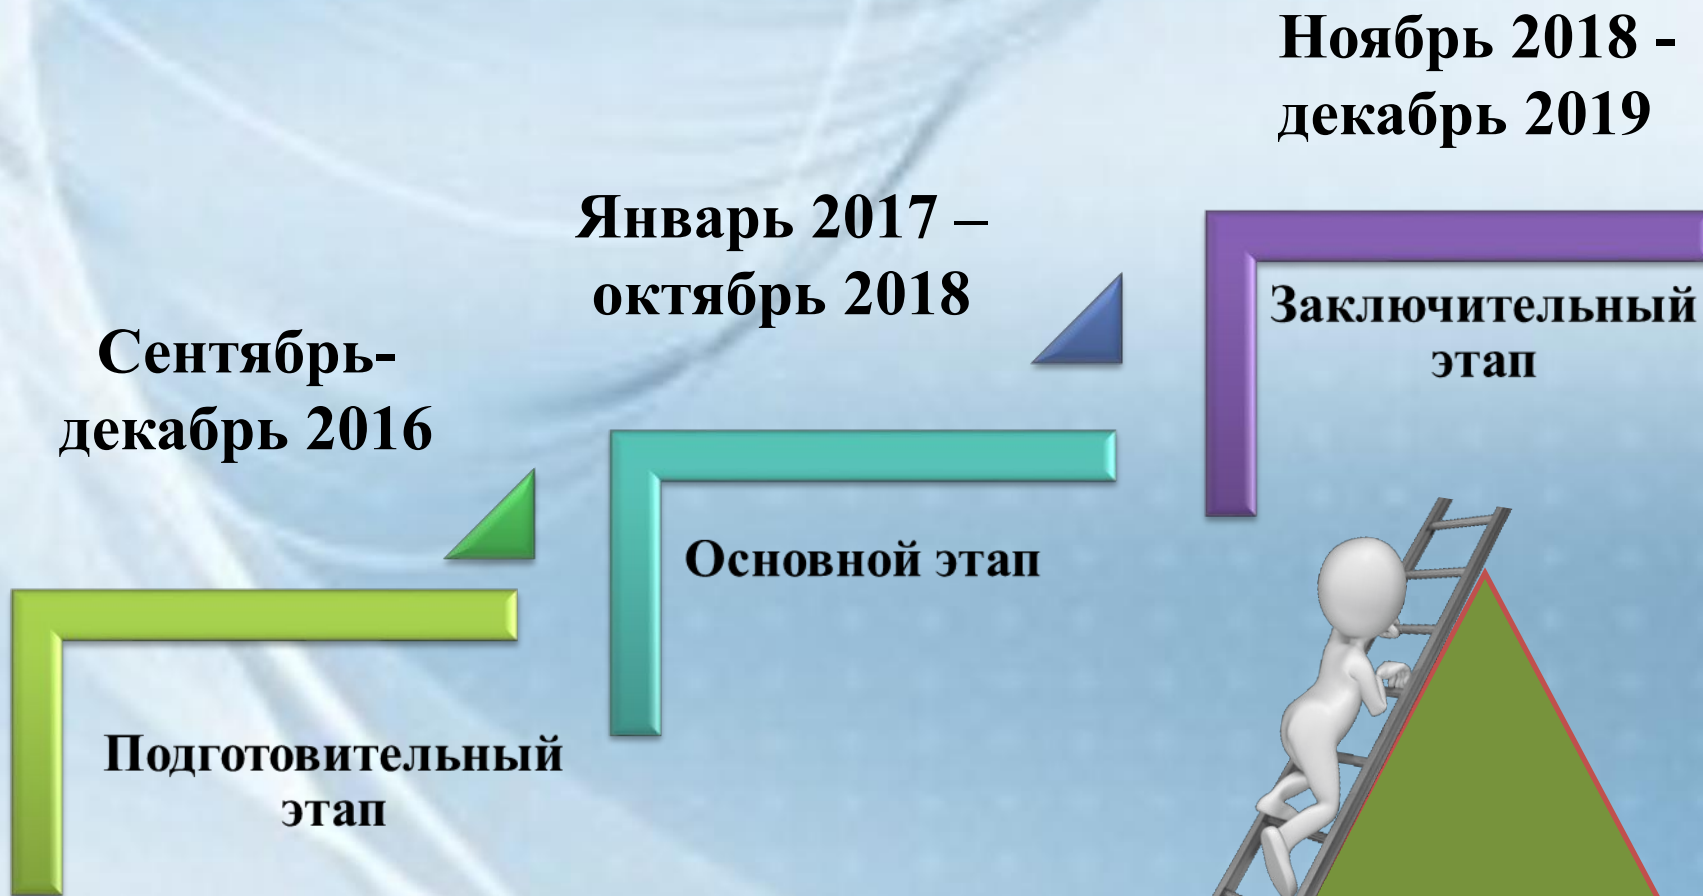 Сентябрь-
декабрь 2016
Подготовительный
этап
Январь 2017 –
октябрь 2018
Основной этап
Ноябрь 2018 -
декабрь 2019
Заключительный
этап